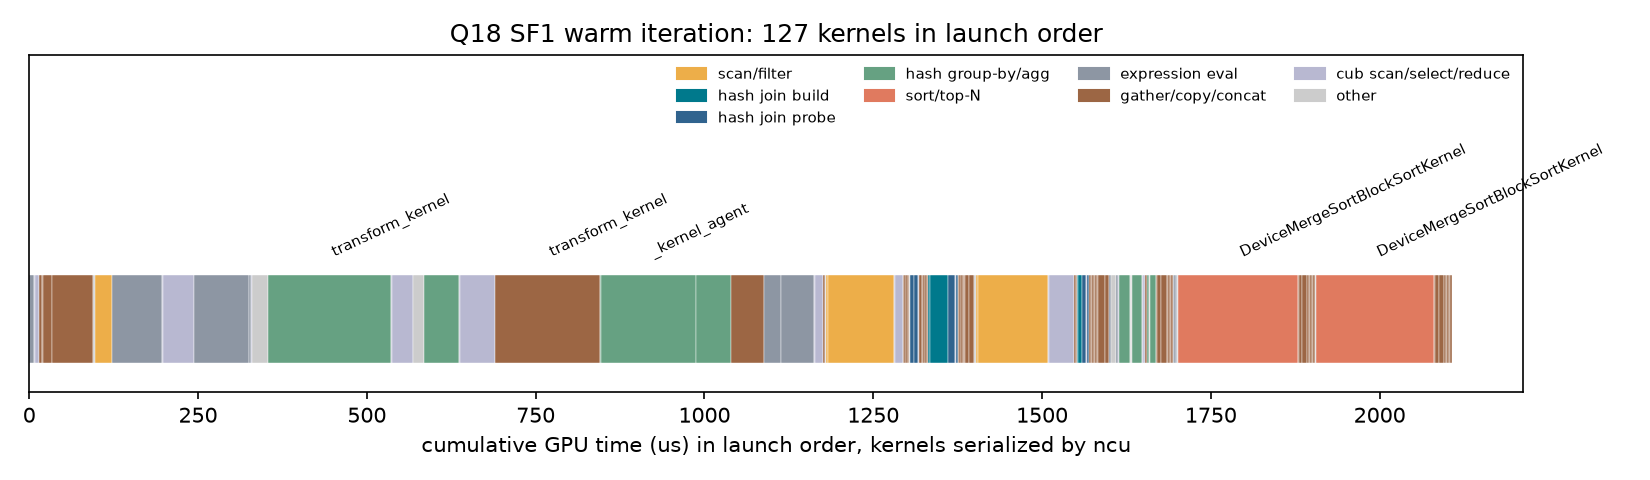 Q18 SF1 warm iteration: 127 kernels in launch order
scan/filter
hash join build
hash join probe
hash group-by/agg
sort/top-N
expression eval
gather/copy/concat
cub scan/select/reduce
other
transform_kernel
transform_kernel
_kernel_agent
DeviceMergeSortBlockSortKernel
DeviceMergeSortBlockSortKernel
0 250 500 750 1000 1250 1500 1750 2000
cumulative GPU time (us) in launch order, kernels serialized by ncu